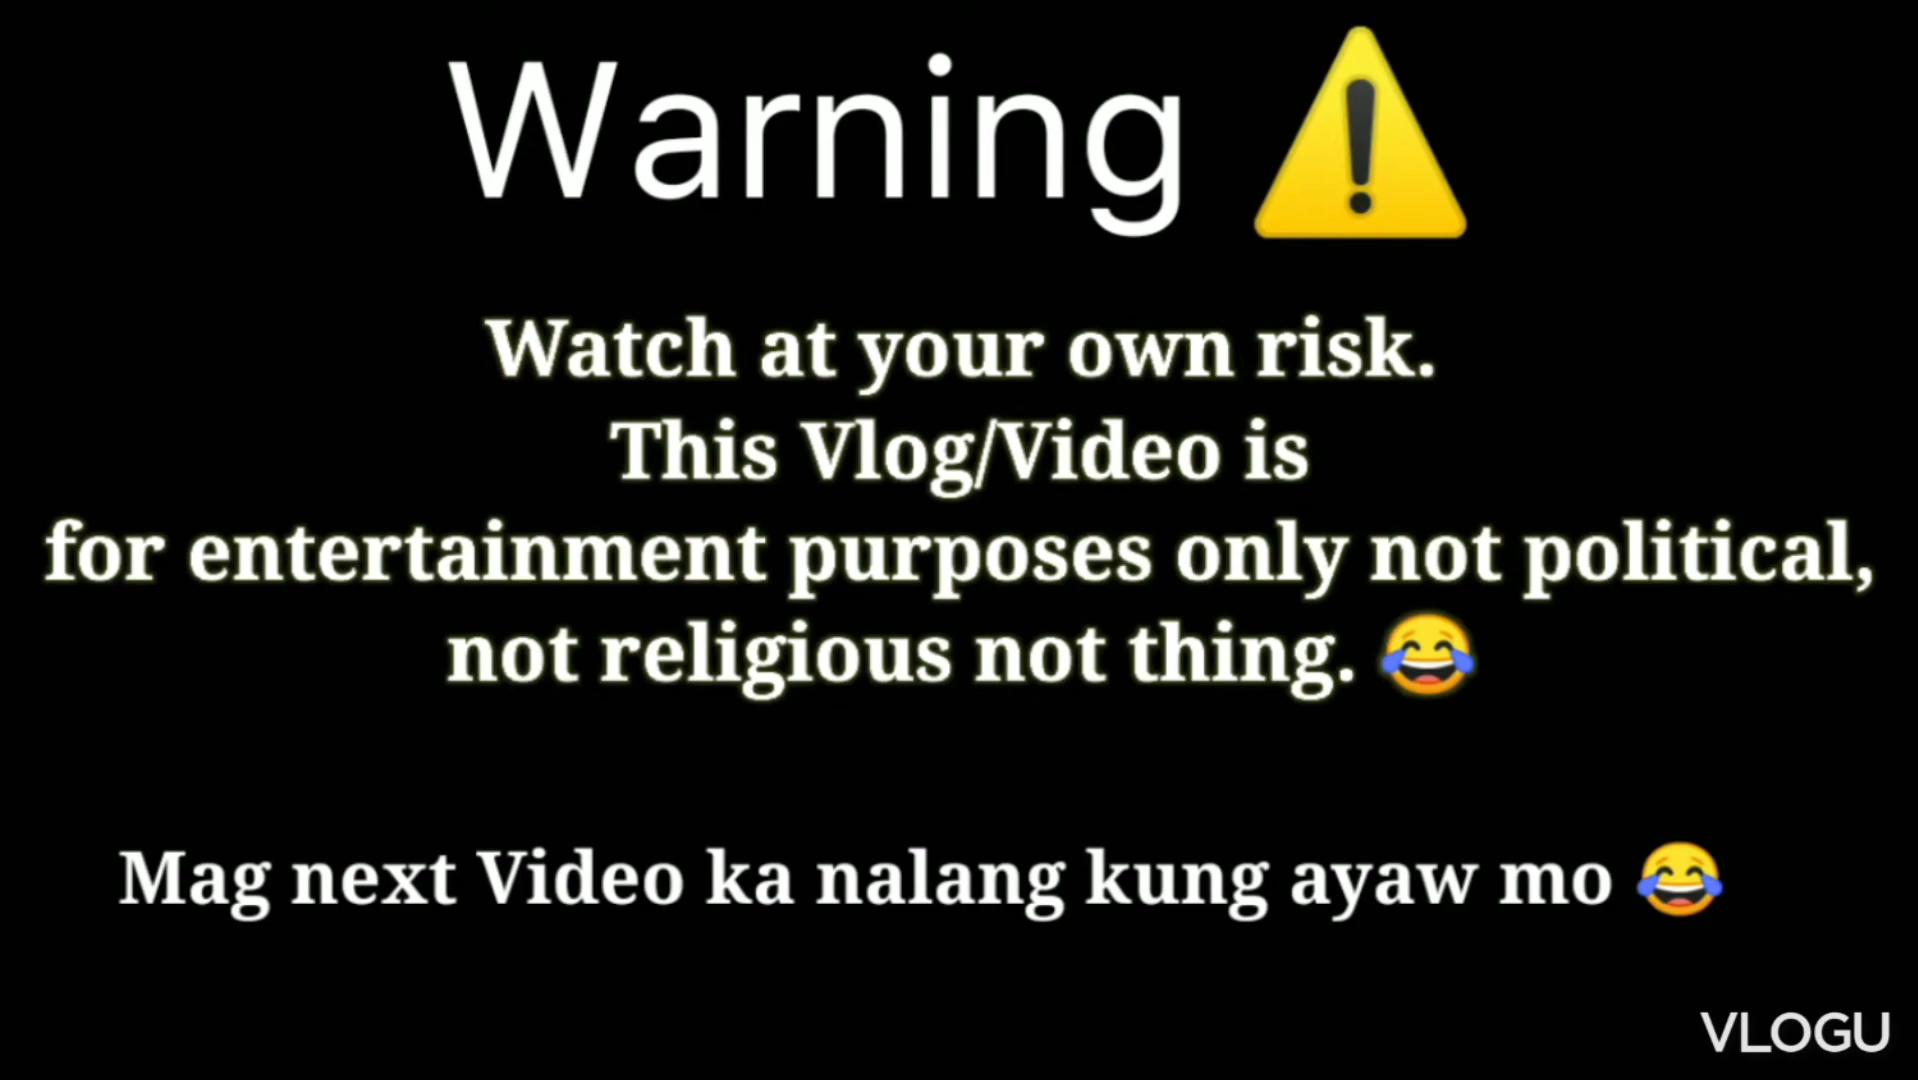 Warning ⚠️
Watch at your own risk.
This Vlog/Video is
for entertainment purposes only not political,
not religious not thing. 😂
Mag next Video ka nalang kung ayaw mo 😂
VLOGU